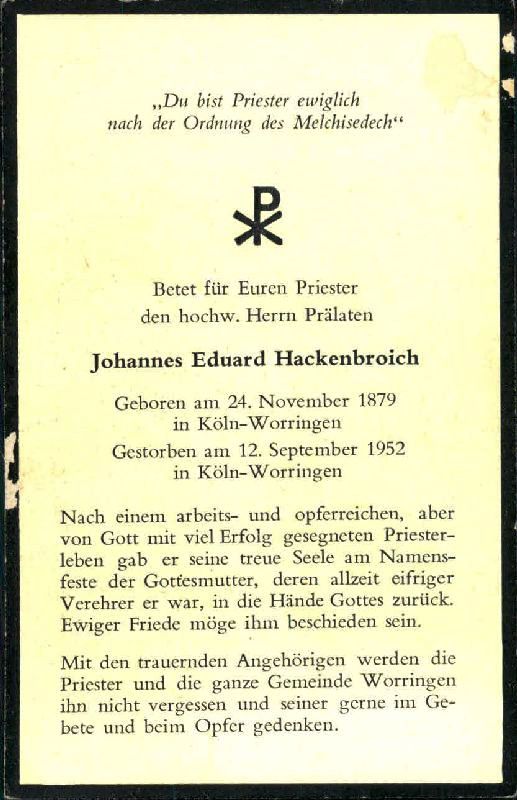 „Du bist Priester ewiglich
nach der Ordnung des Melchisedech“
Betet für Euren Priester
den hochw. Herrn Prälaten
Johannes Eduard Hackenbroich
Geboren am 24. November 1879
in Köln-Worringen
Gestorben am 12. September 1952
in Köln-Worringen
Nach einem arbeits- und opferreichen, aber
von Gott mit viel Erfolg gesegneten Priester-
leben gab er seine treue Seele am Namens-
feste der Gottesmutter, deren allzeit eifriger
Verehrer er war, in die Hände Gottes zurück.
Ewiger Friede möge ihm beschieden sein.
Mit den trauernden Angehörigen werden die
Priester und die ganze Gemeinde Worringen
ihn nicht vergessen und seiner gerne im Ge-
bete und beim Opfer gedenken.